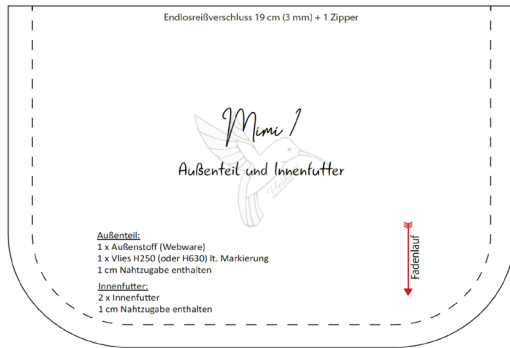 Endlosreißverschluss 19 cm (3 mm) + 1 Zipper
Mimi 1
Außenteil und Innenfutter
Außenteil:
1 x Außenstoff (Webware)
1 x Vlies H250 (oder H630) lt. Markierung
1 cm Nahtzugabe enthalten
Innenfutter:
2 x Innenfutter
1 cm Nahtzugabe enthalten
Fadenlauf